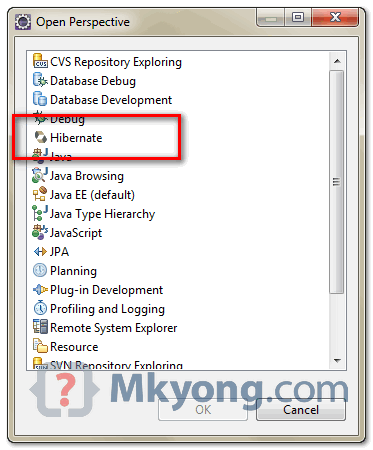 Open Perspective
CVS Repository Exploring
Database Debug
Database Development
Debug
Hibernate
Java
Java Browsing
Java EE (default)
Java Type Hierarchy
JavaScript
JPA
Planning
Plug-in Development
Profiling and Logging
Remote System Explorer
Resource
SVN Repository Exploring
{?} Mkyong.com
OK
Cancel